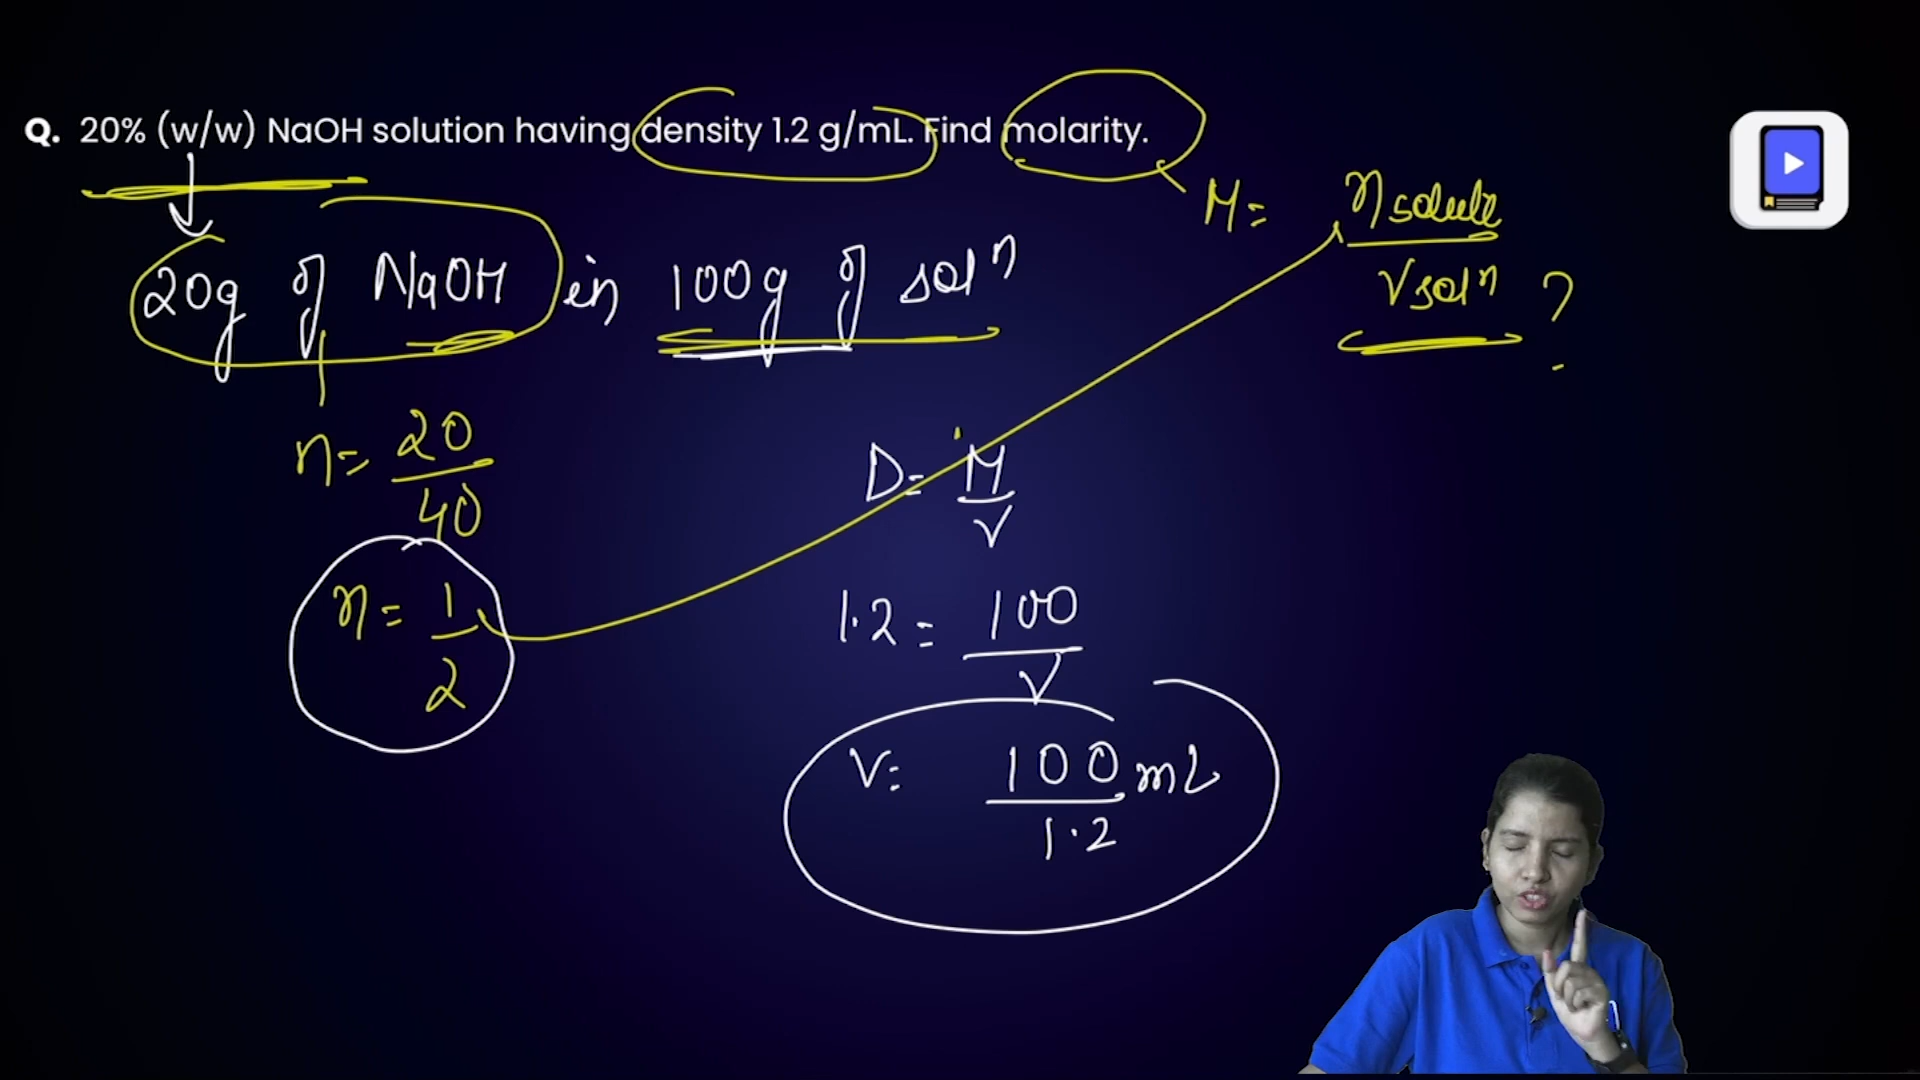 Q. 20% (w/w) NaOH solution having density 1.2 g/mL. Find molarity.
M = n solute / V solⁿ ?
20g of NaOH in 100g of solⁿ
n = 20/40
n = 1/2
D = M/V
1.2 = 100/V
V = 100/1.2 mL